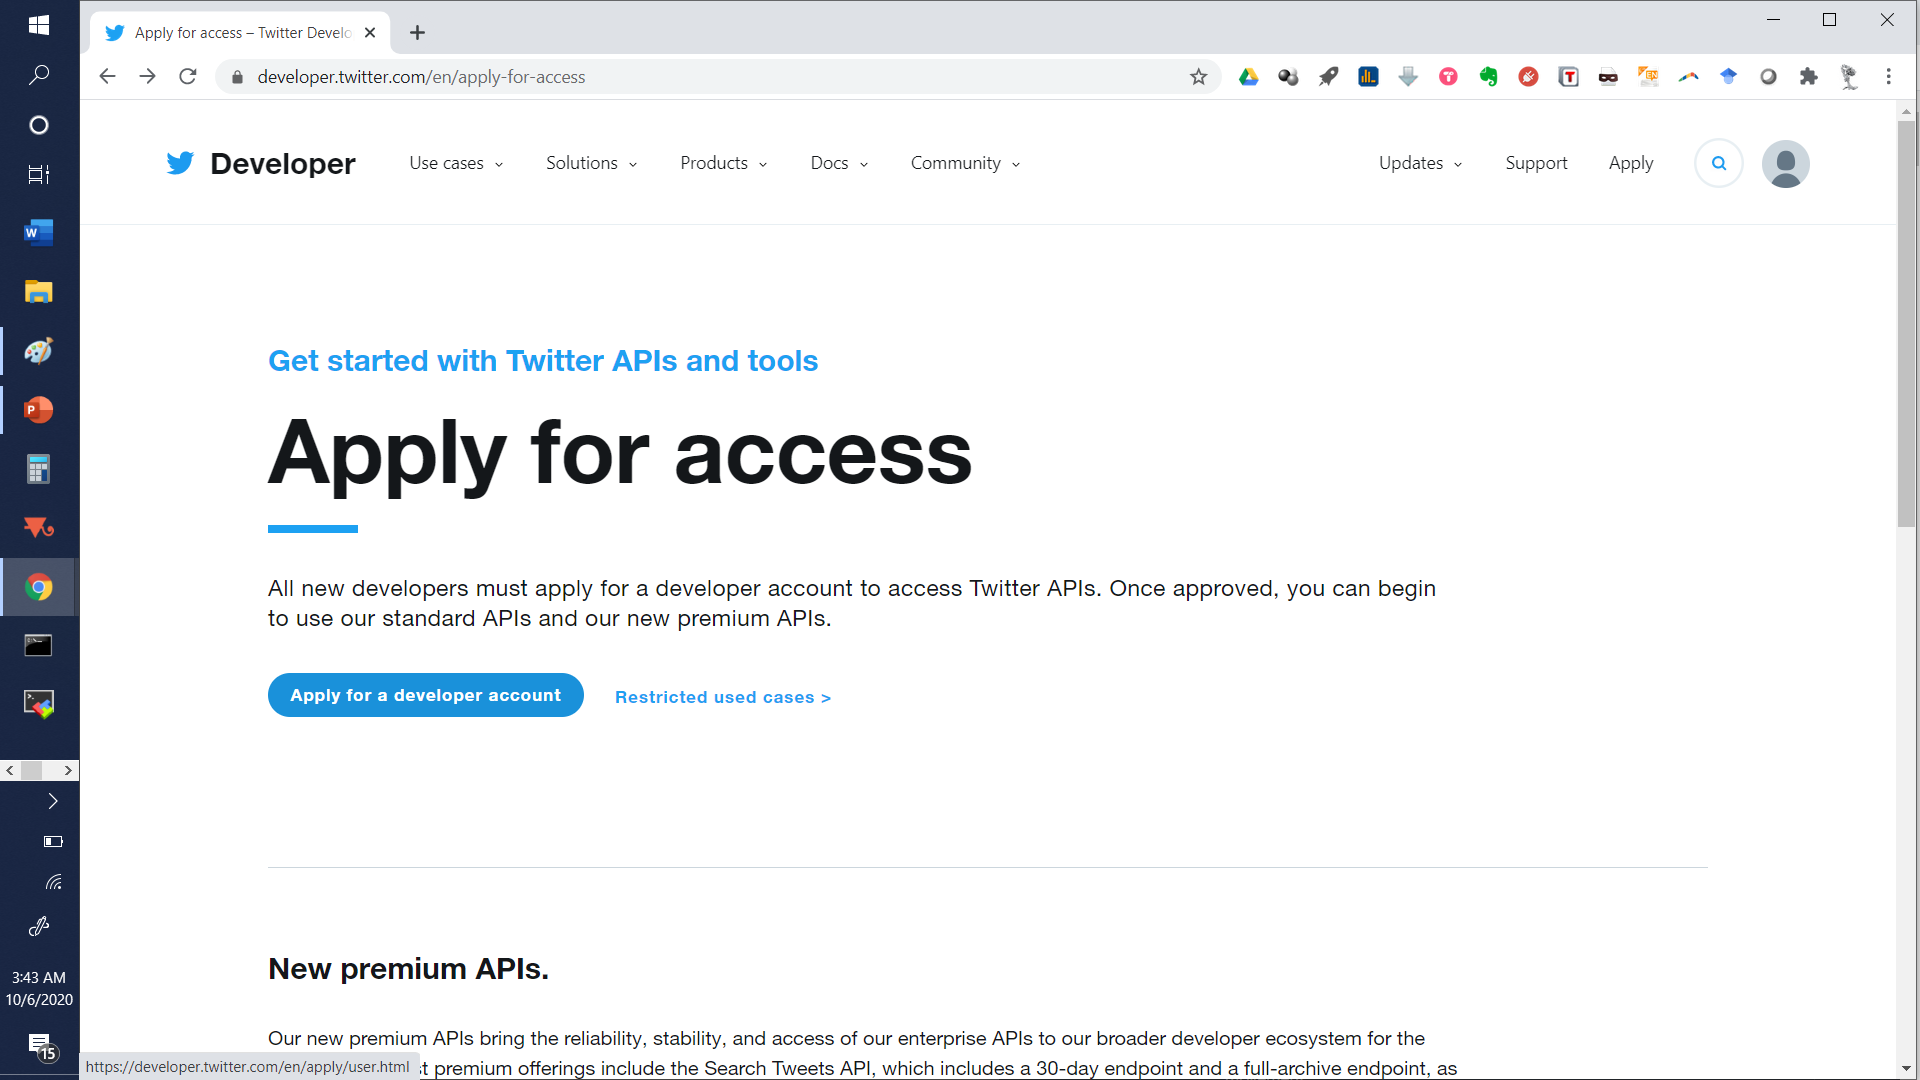 Apply for access – Twitter Develo
developer.twitter.com/en/apply-for-access
Developer
Use cases
Solutions
Products
Docs
Community
Updates
Support
Apply
Get started with Twitter APIs and tools
Apply for access
All new developers must apply for a developer account to access Twitter APIs. Once approved, you can begin
to use our standard APIs and our new premium APIs.
Apply for a developer account
Restricted used cases >
New premium APIs.
Our new premium APIs bring the reliability, stability, and access of our enterprise APIs to our broader developer ecosystem for the
t premium offerings include the Search Tweets API, which includes a 30-day endpoint and a full-archive endpoint, as
https://developer.twitter.com/en/apply/user.html
3:43 AM
10/6/2020
15